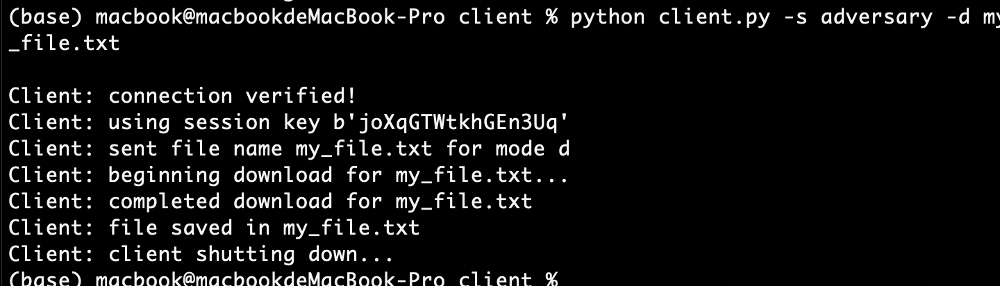 (base) macbook@macbookdeMacBook-Pro client % python client.py -s adversary -d my
_file.txt
Client: connection verified!
Client: using session key b'joXqGTWtkhGEn3Uq'
Client: sent file name my_file.txt for mode d
Client: beginning download for my_file.txt...
Client: completed download for my_file.txt
Client: file saved in my_file.txt
Client: client shutting down...
(base) macbook@macbookdeMacBook-Pro client %